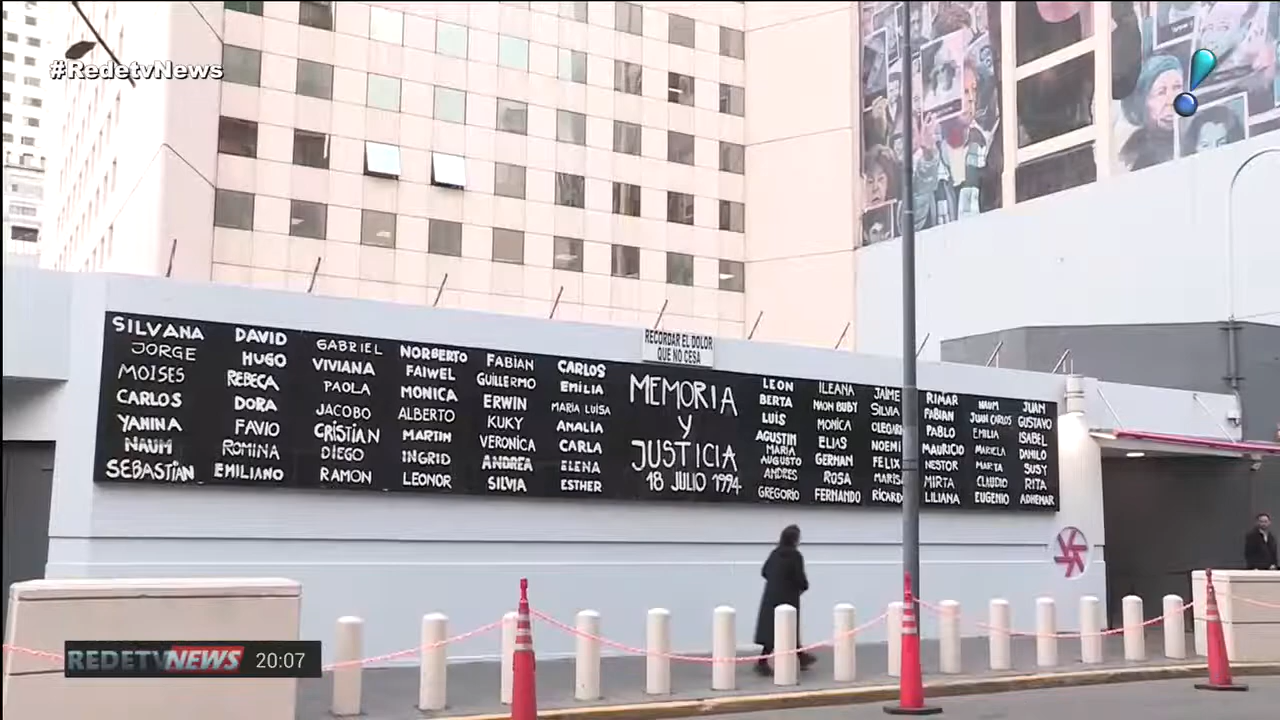 #RedetvNews
RECORDAR EL DOLOR
QUE NO CESA
SILVANA
JORGE
MOISES
CARLOS
YANINA
NAUM
SEBASTIAN
DAVID
HUGO
REBECA
DORA
FAVIO
ROMINA
EMILIANO
GABRIEL
VIVIANA
PAOLA
JACOBO
CRISTIAN
DIEGO
RAMON
NORBERTO
FAIWEL
MONICA
ALBERTO
MARTIN
INGRID
LEONOR
FABIAN
GUILLERMO
ERWIN
KUKY
VERONICA
ANDREA
SILVIA
CARLOS
EMILIA
MARIA LUISA
ANALIA
CARLA
ELENA
ESTHER
MEMORIA
Y
JUSTICIA
18 JULIO 1994
LEON
BERTA
LUIS
AGUSTIN
MARIA
AUGUSTO
ANDRES
GREGORIO
ILEANA
MON RUBY
MONICA
ELIAS
GERMAN
ROSA
FERNANDO
JAIME
SILVIA
OLEGARI
NOEMI
FELIX
MARISA
RICARDO
RIMAR
FABIAN
PABLO
MAURICIO
NESTOR
MIRTA
LILIANA
NAUM
JUAN CARLOS
EMILIA
MARIELA
MARTA
CLAUDIO
EUGENIO
JUAN
GUSTAVO
ISABEL
DANILO
SUSY
RITA
ADHEMAR
REDETV NEWS 20:07